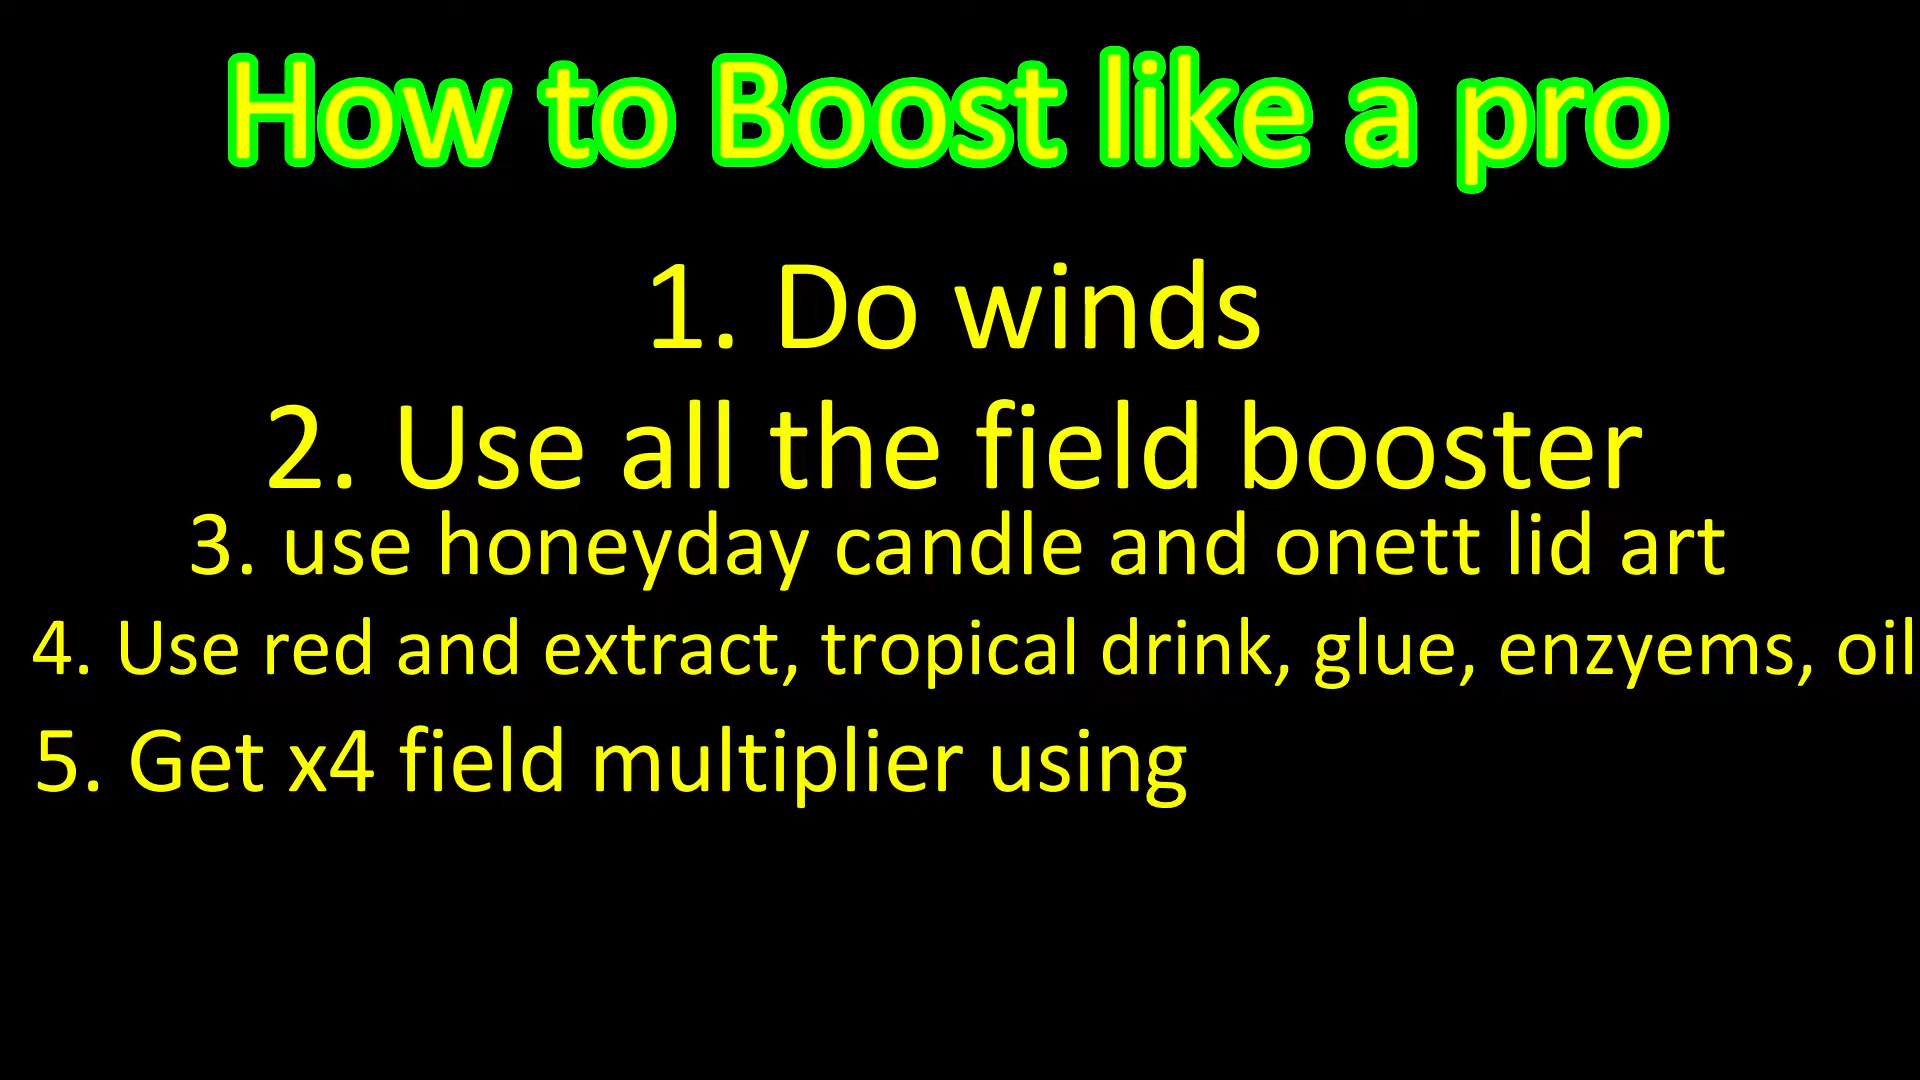 How to Boost like a pro
1. Do winds
2. Use all the field booster
3. use honeyday candle and onett lid art
4. Use red and extract, tropical drink, glue, enzyems, oil
5. Get x4 field multiplier using